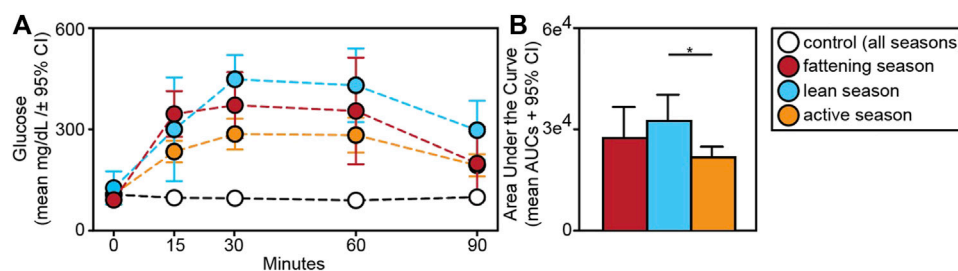 A
Glucose
(mean mg/dL /± 95% CI)
600
300
0
0
15
30
60
90
Minutes
B
Area Under the Curve
(mean AUCs + 95% CI)
6e⁴
3e⁴
0
*
control (all seasons
fattening season
lean season
active season